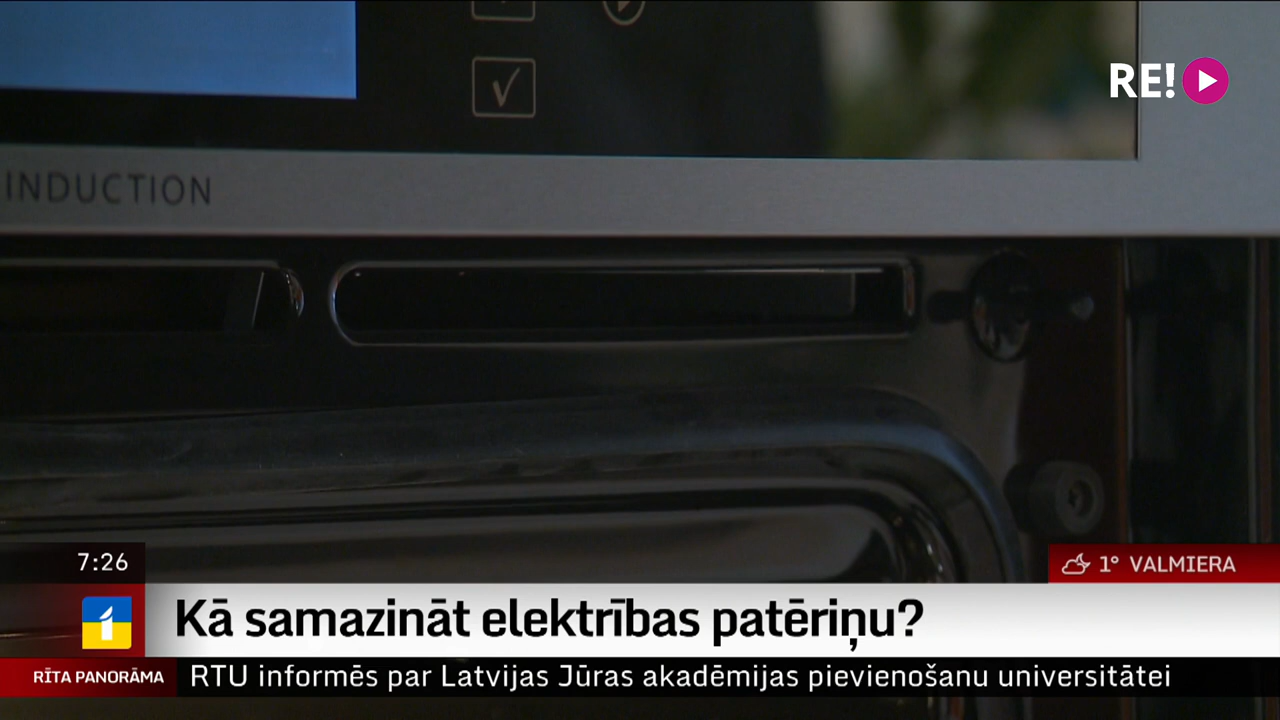 RE!
INDUCTION
7:26
1° VALMIERA
1
Kā samazināt elektrības patēriņu?
RĪTA PANORĀMA
RTU informēs par Latvijas Jūras akadēmijas pievienošanu universitātei